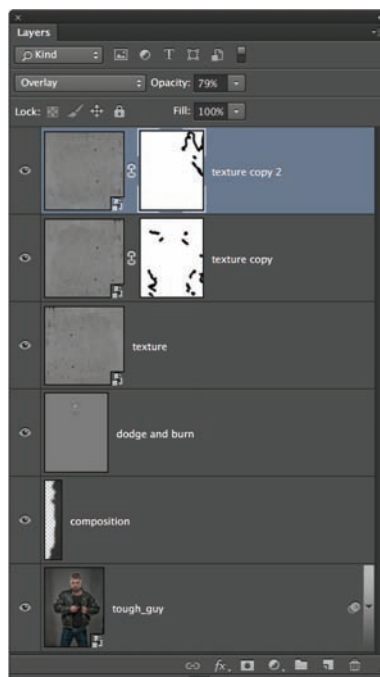 Layers
Kind
Overlay Opacity: 79%
Lock: Fill: 100%
texture copy 2
texture copy
texture
dodge and burn
composition
tough_guy
fx